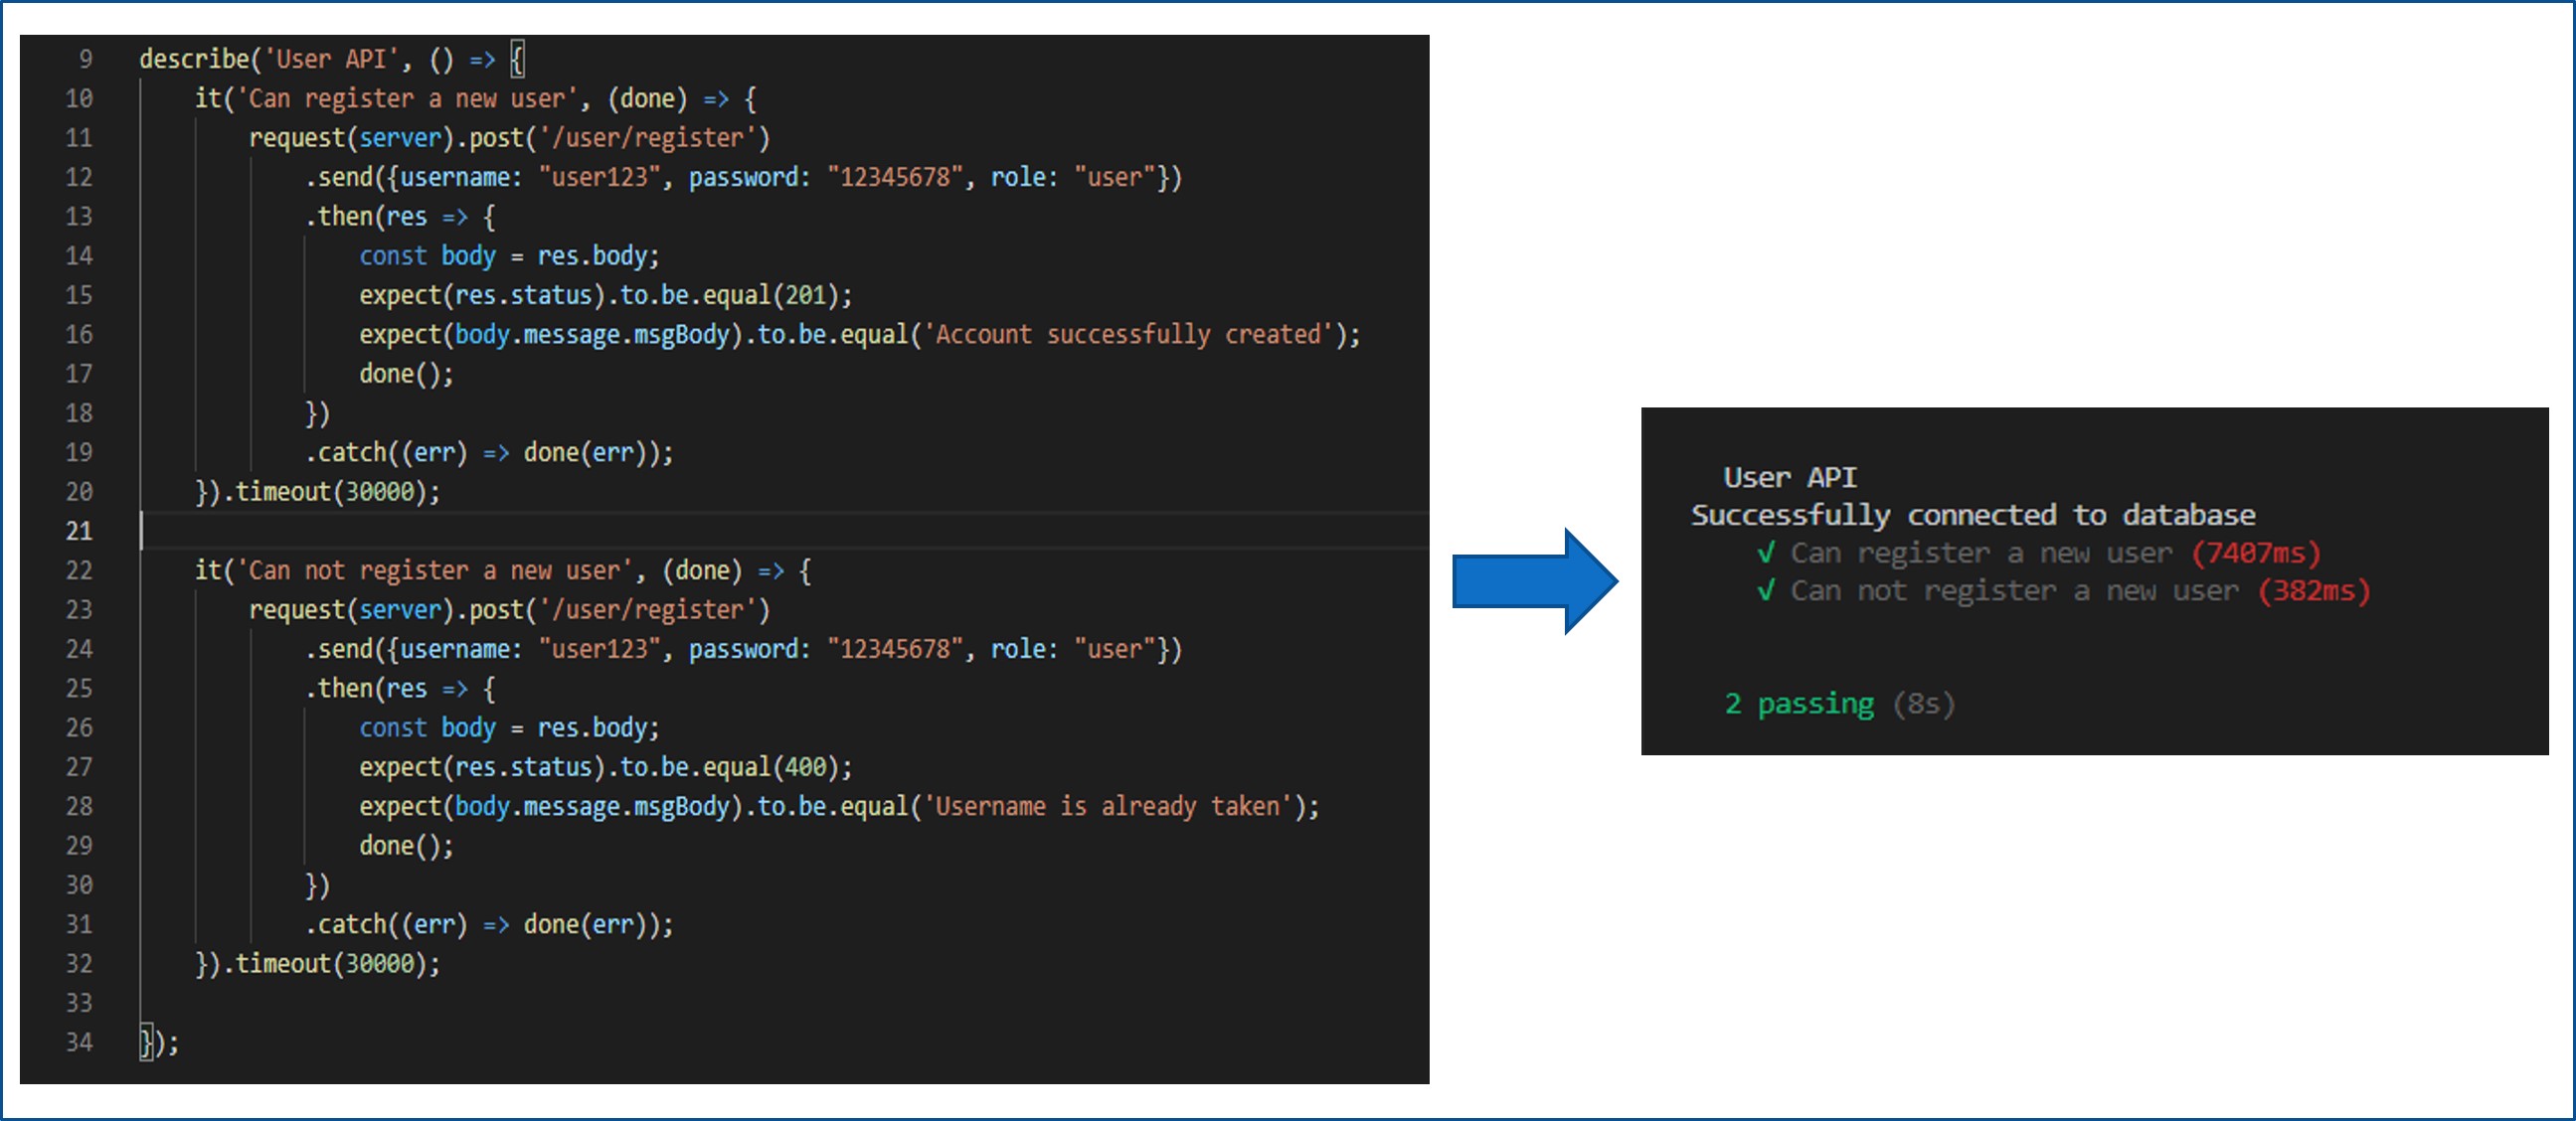 9 describe('User API', () => {
10 it('Can register a new user', (done) => {
11 request(server).post('/user/register')
12 .send({username: "user123", password: "12345678", role: "user"})
13 .then(res => {
14 const body = res.body;
15 expect(res.status).to.be.equal(201);
16 expect(body.message.msgBody).to.be.equal('Account successfully created');
17 done();
18 })
19 .catch((err) => done(err));
20 }).timeout(30000);
21
22 it('Can not register a new user', (done) => {
23 request(server).post('/user/register')
24 .send({username: "user123", password: "12345678", role: "user"})
25 .then(res => {
26 const body = res.body;
27 expect(res.status).to.be.equal(400);
28 expect(body.message.msgBody).to.be.equal('Username is already taken');
29 done();
30 })
31 .catch((err) => done(err));
32 }).timeout(30000);
33
34 });
User API
Successfully connected to database
√ Can register a new user (7407ms)
√ Can not register a new user (382ms)
2 passing (8s)